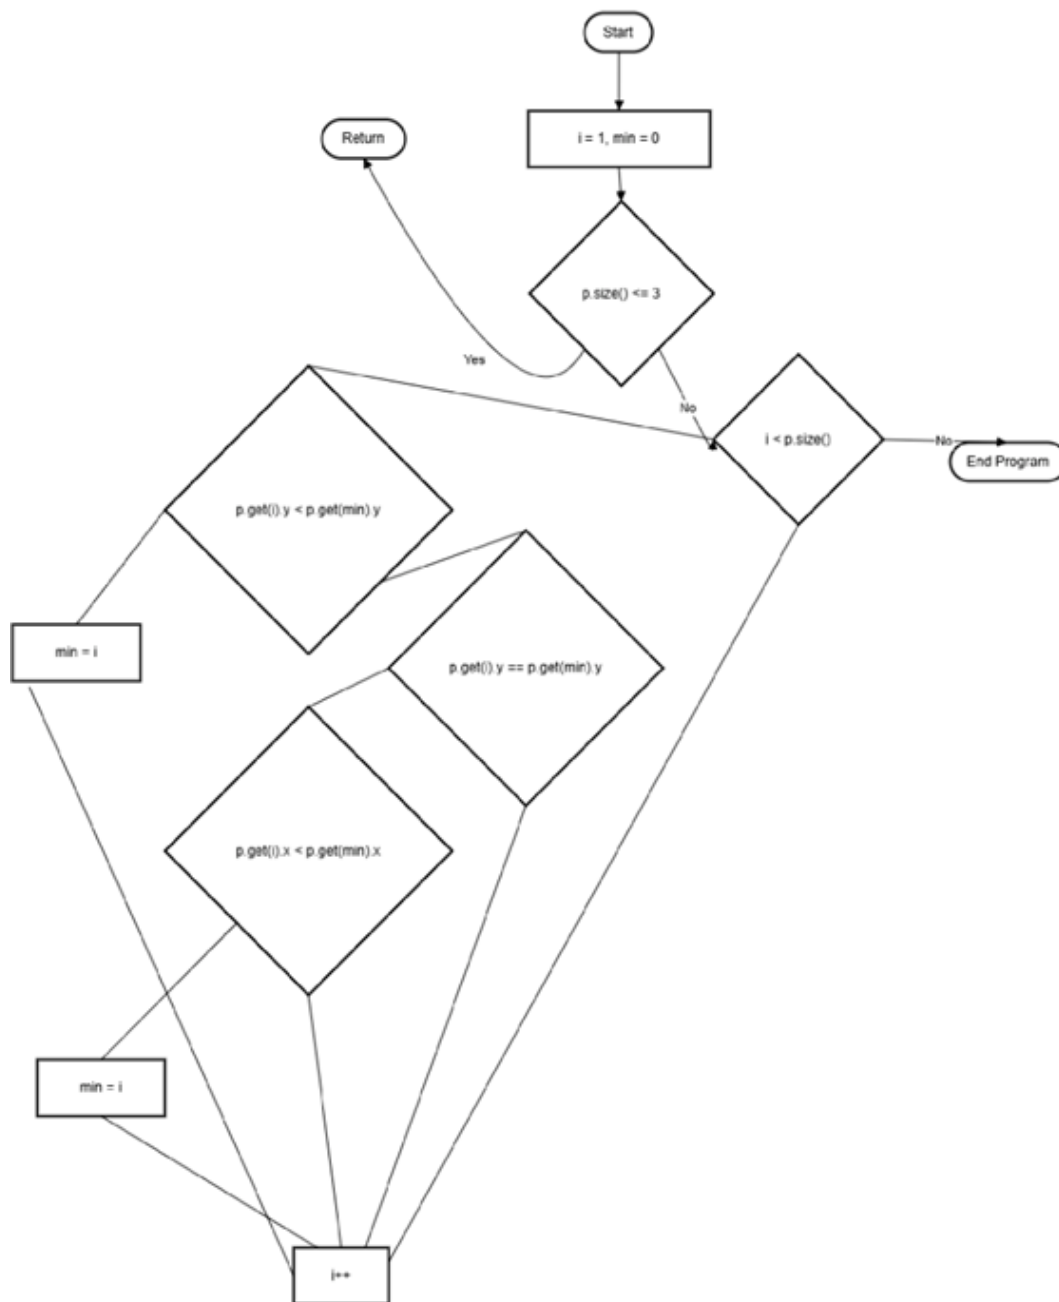 Start
Return
i = 1, min = 0
p.size() <= 3
Yes
No
i < p.size()
No
End Program
p.get(i).y < p.get(min).y
min = i
p.get(i).y == p.get(min).y
p.get(i).x < p.get(min).x
min = i
i++